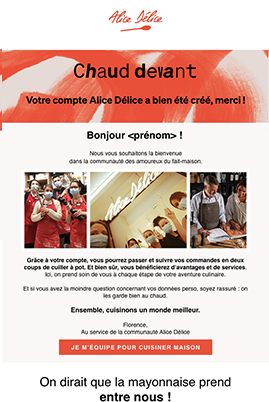 Alice Délice
Chaud devant
Votre compte Alice Délice a bien été créé, merci !
Bonjour <prénom> !
Nous vous souhaitons la bienvenue
dans la communauté des amoureux du fait-maison.
Alice Délice
Grâce à votre compte, vous pourrez passer et suivre vos commandes en deux
coups de cuiller à pot. Et bien sûr, vous bénéficierez d'avantages et de services.
Ici, on prend soin de vous à chaque étape de votre aventure culinaire.
Et si vous avez la moindre question concernant vos données perso, soyez rassuré : on
les garde bien au chaud.
Ensemble, cuisinons un monde meilleur.
Florence,
Au service de la communauté Alice Délice
JE M'ÉQUIPE POUR CUISINER MAISON
On dirait que la mayonnaise prend
entre nous !